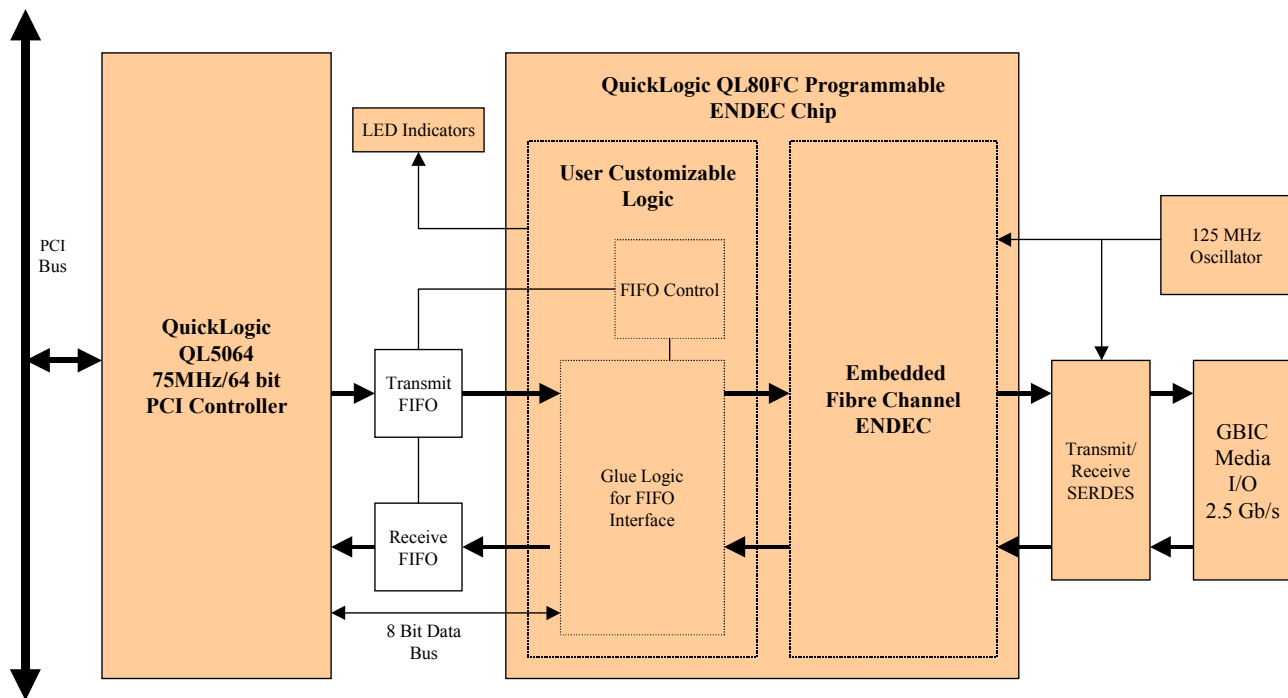 QuickLogic QL80FC Programmable
ENDEC Chip
LED Indicators
User Customizable
Logic
PCI
Bus
125 MHz
Oscillator
FIFO Control
QuickLogic
QL5064
75MHz/64 bit
PCI Controller
Transmit
FIFO
Embedded
Fibre Channel
ENDEC
GBIC
Media
I/O
2.5 Gb/s
Transmit/
Receive
SERDES
Glue Logic
for FIFO
Interface
Receive
FIFO
8 Bit Data
Bus